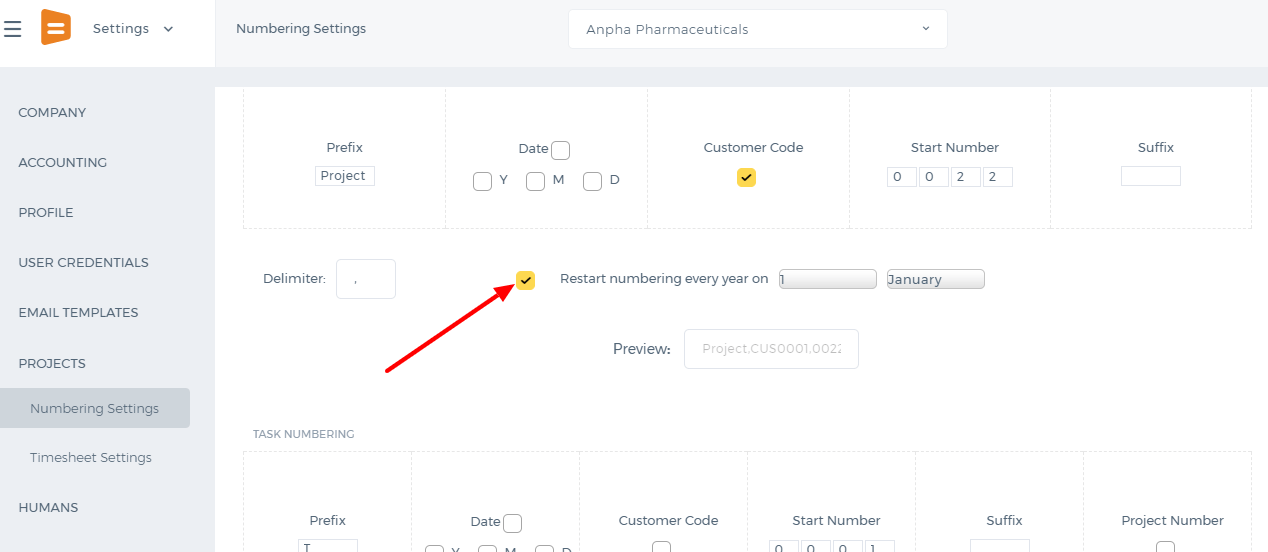 Settings
Numbering Settings
Anpha Pharmaceuticals
COMPANY
ACCOUNTING
PROFILE
USER CREDENTIALS
EMAIL TEMPLATES
PROJECTS
Numbering Settings
Timesheet Settings
HUMANS
Prefix Date Customer Code Start Number Suffix
Project Y M D 0 0 2 2
Delimiter: , Restart numbering every year on 1 January
Preview: Project,CUS0001,0022
TASK NUMBERING
Prefix Date Customer Code Start Number Suffix Project Number
T Y M D 0 0 0 1